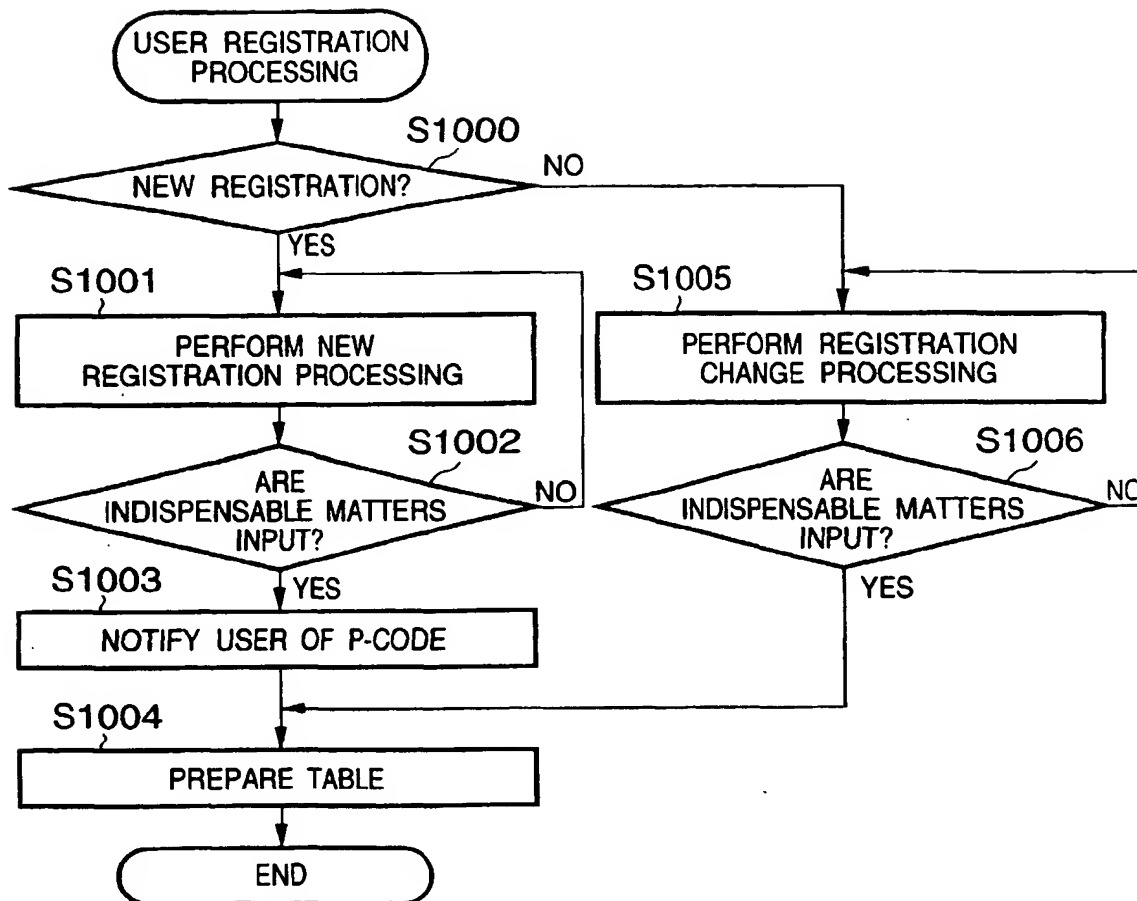 USER REGISTRATION
PROCESSING
S1000
NEW REGISTRATION?
NO
YES
S1001
PERFORM NEW
REGISTRATION PROCESSING
S1002
ARE
INDISPENSABLE MATTERS
INPUT?
NO
YES
S1003
NOTIFY USER OF P-CODE
S1004
PREPARE TABLE
END
S1005
PERFORM REGISTRATION
CHANGE PROCESSING
S1006
ARE
INDISPENSABLE MATTERS
INPUT?
NO
YES